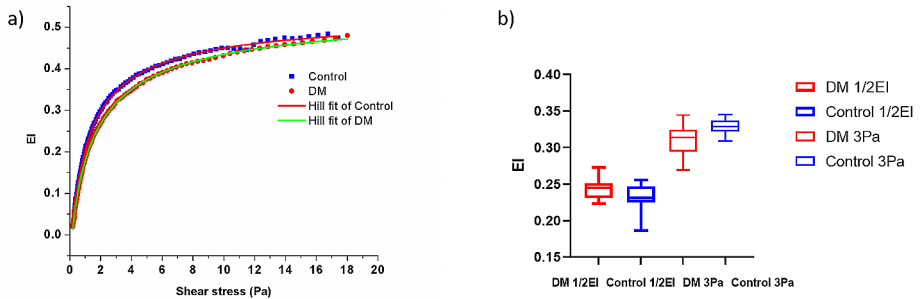 a)
0.5
0.4
0.3
0.2
0.1
0.0
EI
Control
DM
Hill fit of Control
Hill fit of DM
0 2 4 6 8 10 12 14 16 18 20
Shear stress (Pa)
b)
0.40
0.35
0.30
0.25
0.20
0.15
EI
DM 1/2EI
Control 1/2EI
DM 3Pa
Control 3Pa
DM 1/2EI Control 1/2EI DM 3Pa Control 3Pa